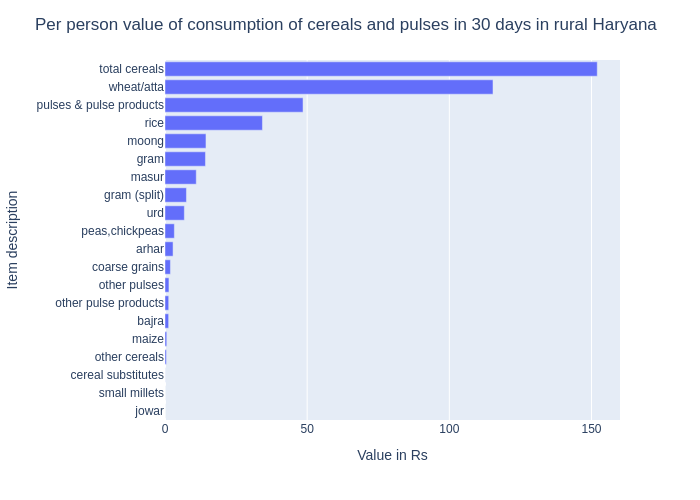 Per person value of consumption of cereals and pulses in 30 days in rural Haryana
total cereals
wheat/atta
pulses & pulse products
rice
moong
gram
masur
gram (split)
urd
peas,chickpeas
arhar
coarse grains
other pulses
other pulse products
bajra
maize
other cereals
cereal substitutes
small millets
jowar
Item description
0 50 100 150
Value in Rs